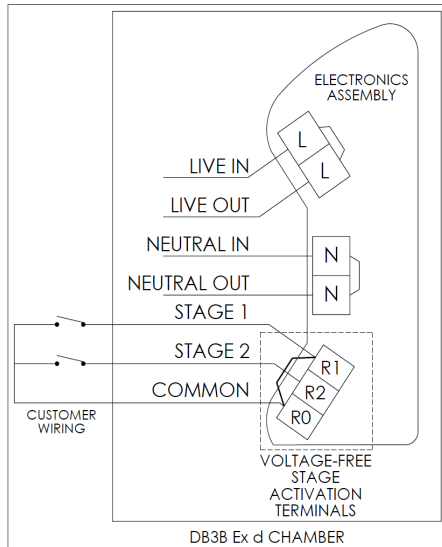 ELECTRONICS
ASSEMBLY
L
L
LIVE IN
LIVE OUT
NEUTRAL IN
N
NEUTRAL OUT
N
STAGE 1
STAGE 2
R1
R2
COMMON
R0
CUSTOMER
WIRING
VOLTAGE-FREE
STAGE
ACTIVATION
TERMINALS
DB3B Ex d CHAMBER